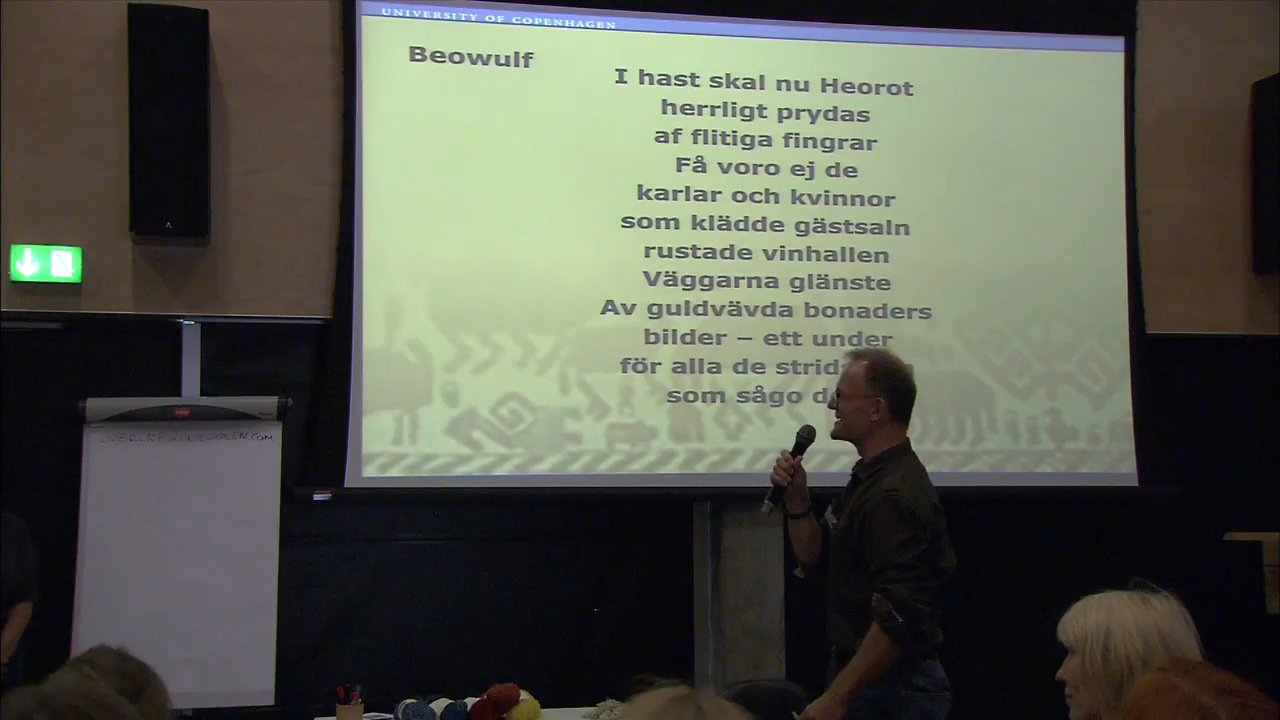 UNIVERSITY OF COPENHAGEN
Beowulf
I hast skal nu Heorot
herrligt prydas
af flitiga fingrar
Få voro ej de
karlar och kvinnor
som klädde gästsaln
rustade vinhallen
Väggarna glänste
Av guldvävda bonaders
bilder – ett under
för alla de
som sågo